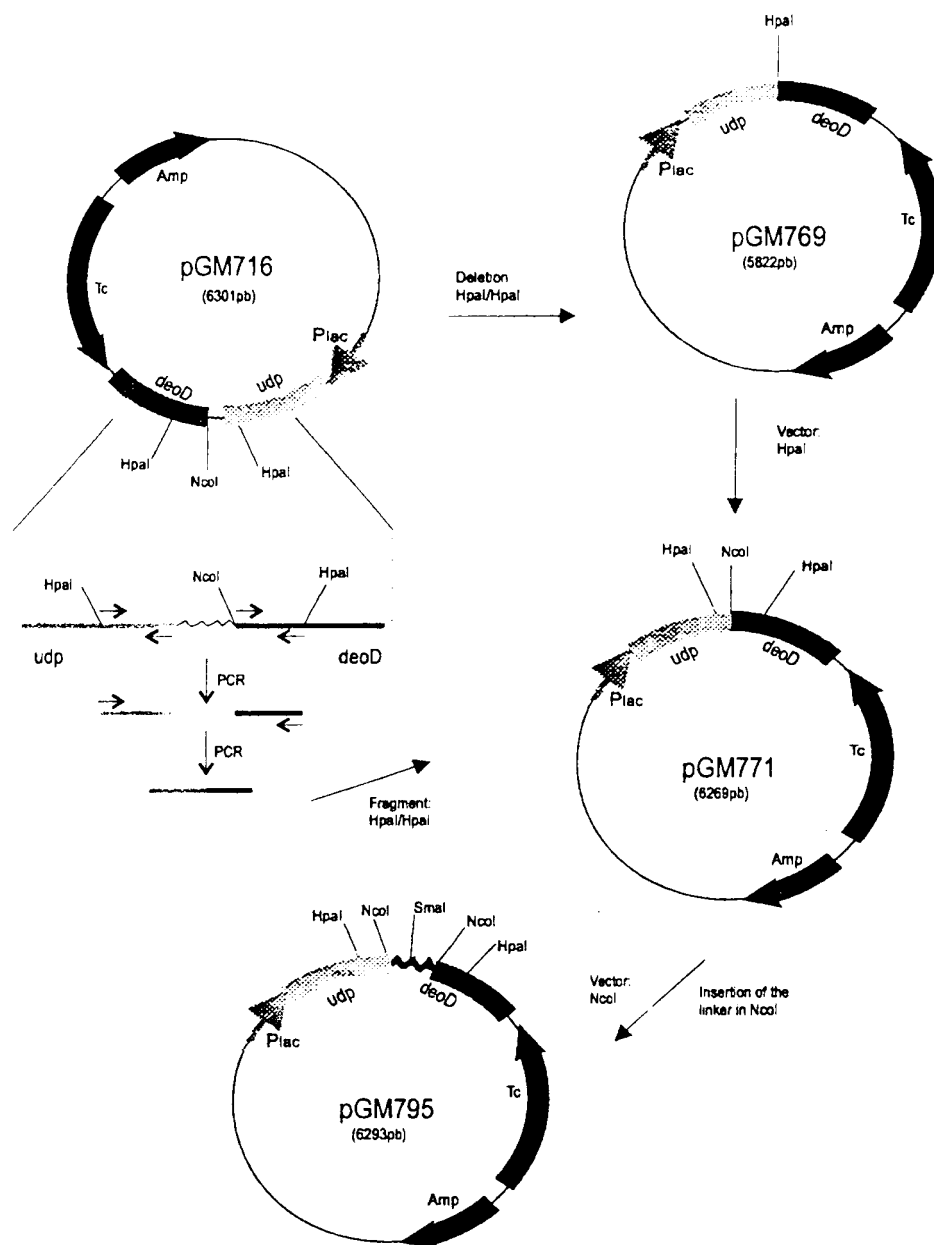 HpaI
udp
deoD
Plac
Tc
pGM769
(5822pb)
Amp
Amp
pGM716
(6301pb)
Tc
Plac
deoD
udp
HpaI
NcoI
HpaI
Deletion
HpaI/HpaI
Vector:
HpaI
HpaI
NcoI
HpaI
udp
deoD
PCR
PCR
Fragment:
HpaI/HpaI
HpaI
NcoI
HpaI
udp
deoD
Plac
Tc
pGM771
(6269pb)
Amp
Vector:
NcoI
Insertion of the
linker in NcoI
HpaI
NcoI
SmaI
NcoI
HpaI
udp
deoD
Plac
Tc
pGM795
(6293pb)
Amp